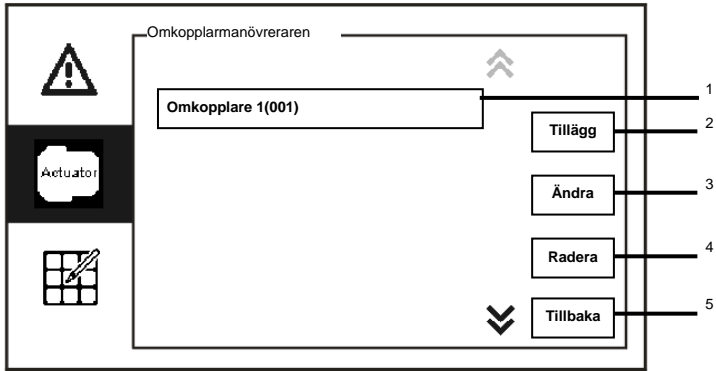 Omkopplarmanövreraren
Omkopplare 1(001)
1
Tillägg
2
Actuator
Ändra
3
Radera
4
Tillbaka
5